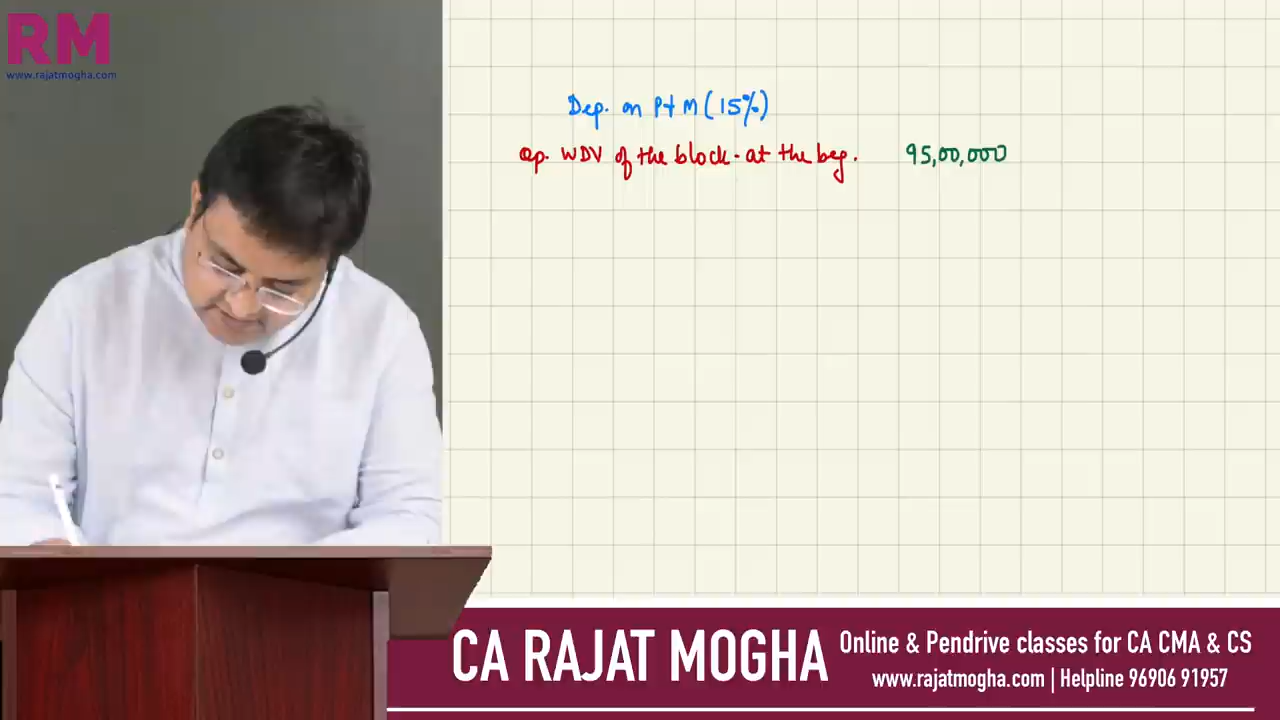 RM
www.rajatmogha.com
Dep. on P+M (15%)
Op. WDV of the block - at the beg. 95,00,000
CA RAJAT MOGHA
Online & Pendrive classes for CA CMA & CS
www.rajatmogha.com | Helpline 96906 91957